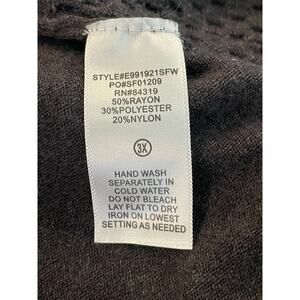 STYLE#E991921SFW
PO#SF01209
RN#84319
50%RAYON
30%POLYESTER
20%NYLON
3X
HAND WASH
SEPARATELY IN
COLD WATER
DO NOT BLEACH
LAY FLAT TO DRY
IRON ON LOWEST
SETTING AS NEEDED